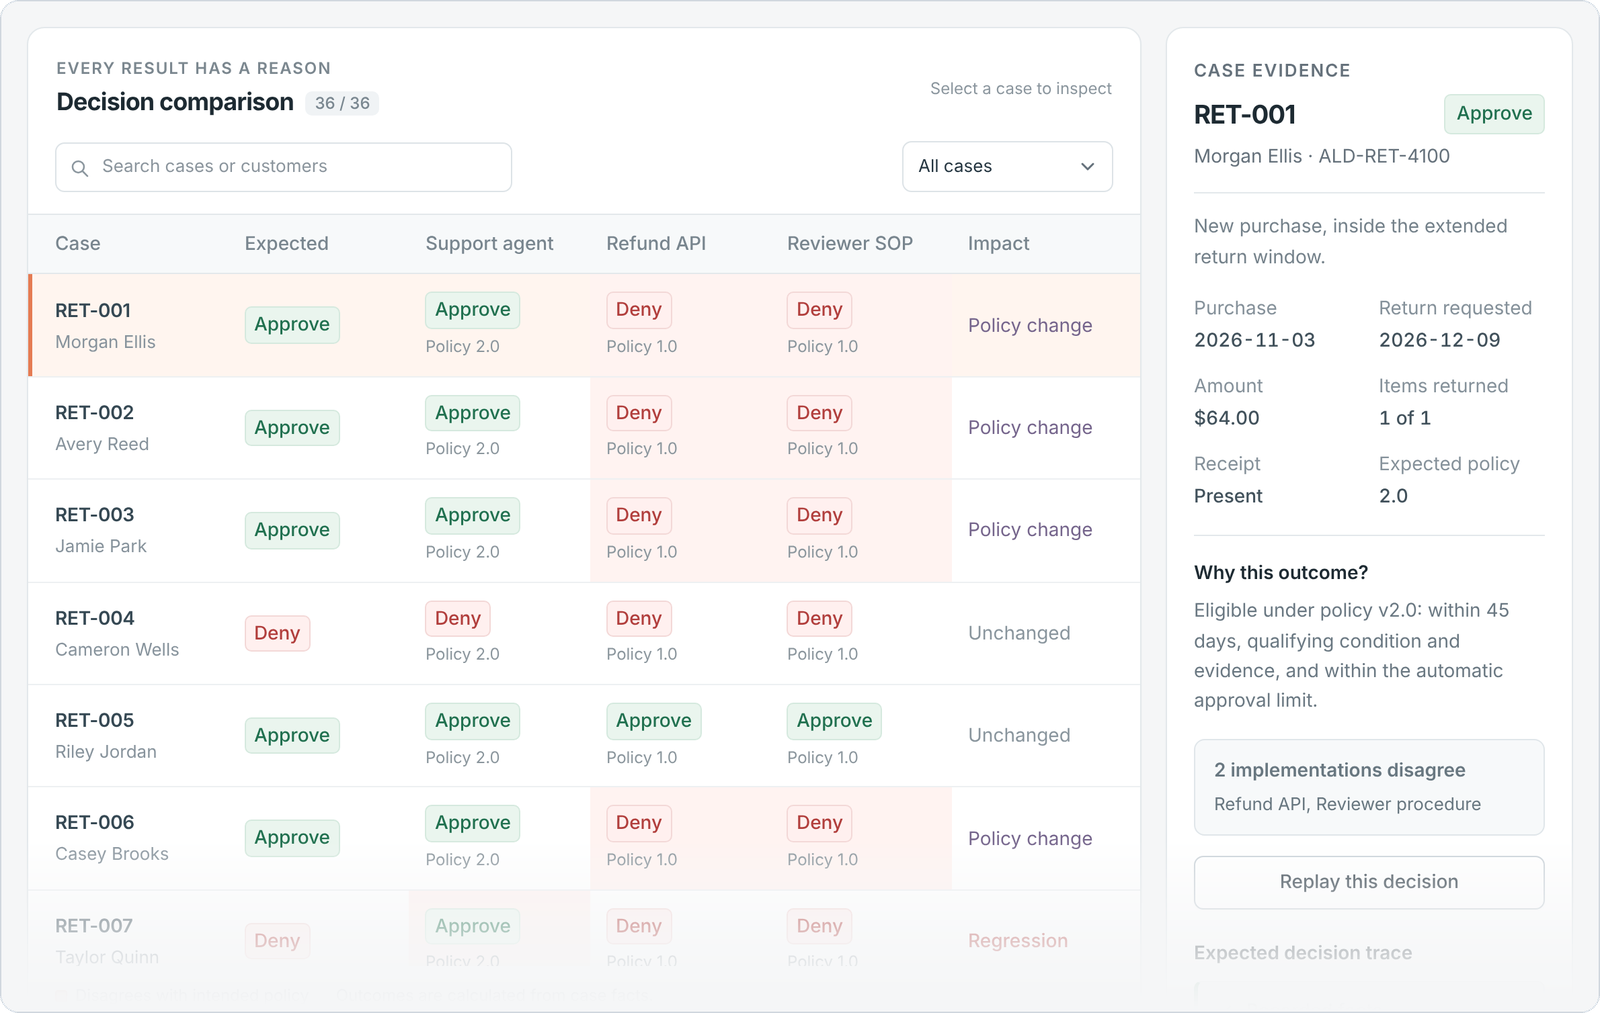 EVERY RESULT HAS A REASON
Decision comparison 36 / 36
Select a case to inspect
Search cases or customers
All cases
Case Expected Support agent Refund API Reviewer SOP Impact
RET-001
Morgan Ellis
Approve
Approve
Policy 2.0
Deny
Policy 1.0
Deny
Policy 1.0
Policy change
RET-002
Avery Reed
Approve
Approve
Policy 2.0
Deny
Policy 1.0
Deny
Policy 1.0
Policy change
RET-003
Jamie Park
Approve
Approve
Policy 2.0
Deny
Policy 1.0
Deny
Policy 1.0
Policy change
RET-004
Cameron Wells
Deny
Deny
Policy 2.0
Deny
Policy 1.0
Deny
Policy 1.0
Unchanged
RET-005
Riley Jordan
Approve
Approve
Policy 2.0
Approve
Policy 1.0
Approve
Policy 1.0
Unchanged
RET-006
Casey Brooks
Approve
Approve
Policy 2.0
Deny
Policy 1.0
Deny
Policy 1.0
Policy change
RET-007
Taylor Quinn
Deny
Approve
Policy 2.0
Deny
Policy 1.0
Deny
Policy 1.0
Regression
CASE EVIDENCE
RET-001
Approve
Morgan Ellis · ALD-RET-4100
New purchase, inside the extended
return window.
Purchase
2026-11-03
Return requested
2026-12-09
Amount
$64.00
Items returned
1 of 1
Receipt
Present
Expected policy
2.0
Why this outcome?
Eligible under policy v2.0: within 45
days, qualifying condition and
evidence, and within the automatic
approval limit.
2 implementations disagree
Refund API, Reviewer procedure
Replay this decision
Expected decision trace